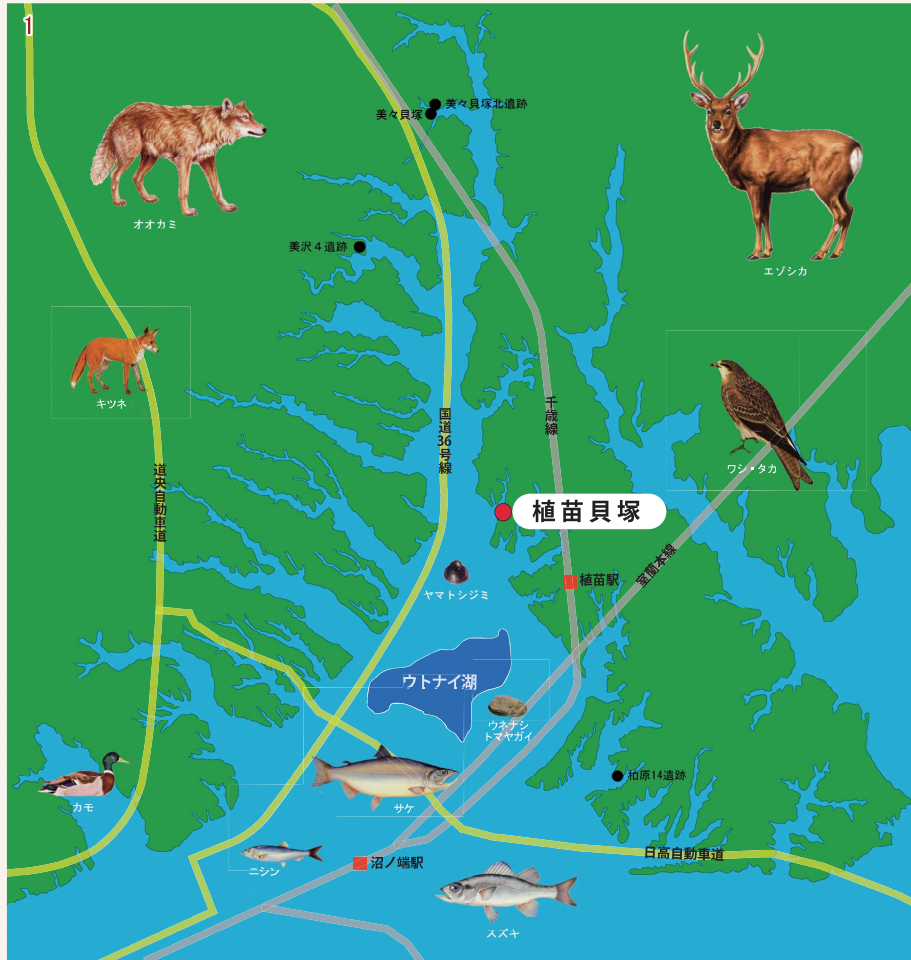 1
美々貝塚北遺跡
美々貝塚
オオカミ
美沢4遺跡
エゾシカ
キツネ
国道36号線
千歳線
ワシ・タカ
道央自動車道
植苗貝塚
室蘭本線
植苗駅
ヤマトシジミ
ウトナイ湖
ウネナシ
トマヤガイ
柏原14遺跡
カモ
サケ
日高自動車道
沼ノ端駅
ニシン
スズキ